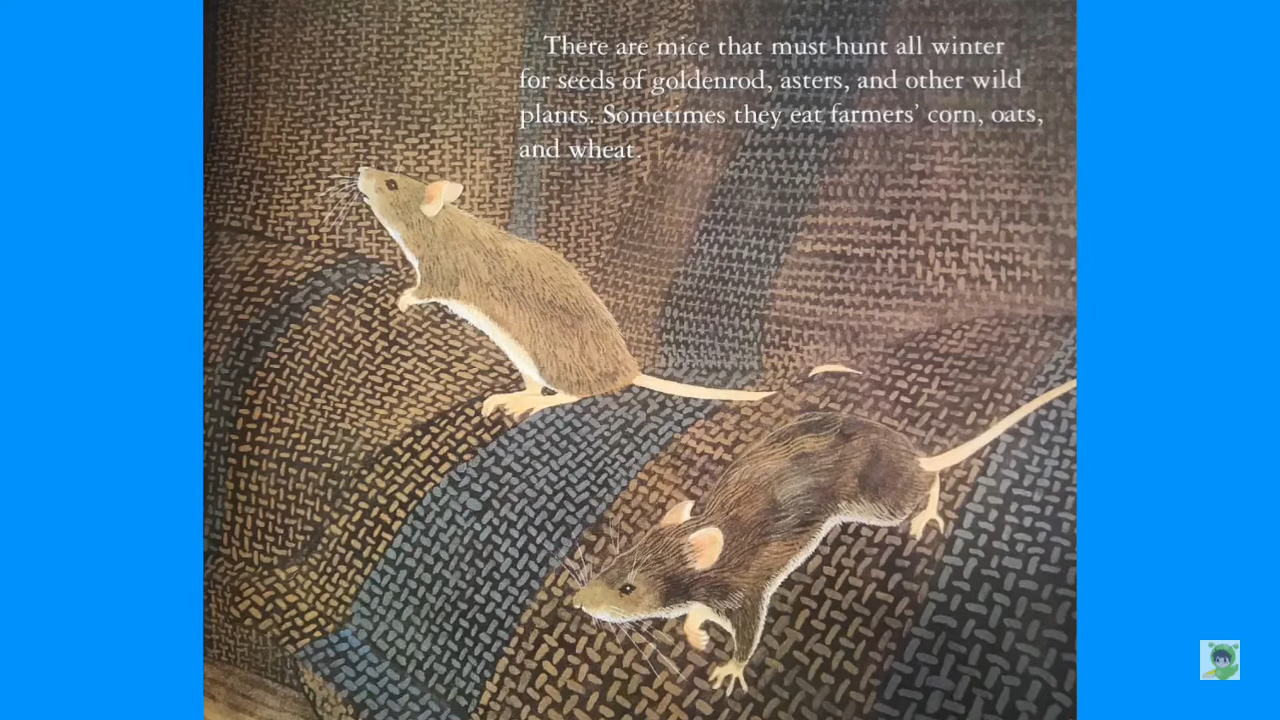 There are mice that must hunt all winter
for seeds of goldenrod, asters, and other wild
plants. Sometimes they eat farmers’ corn, oats,
and wheat.